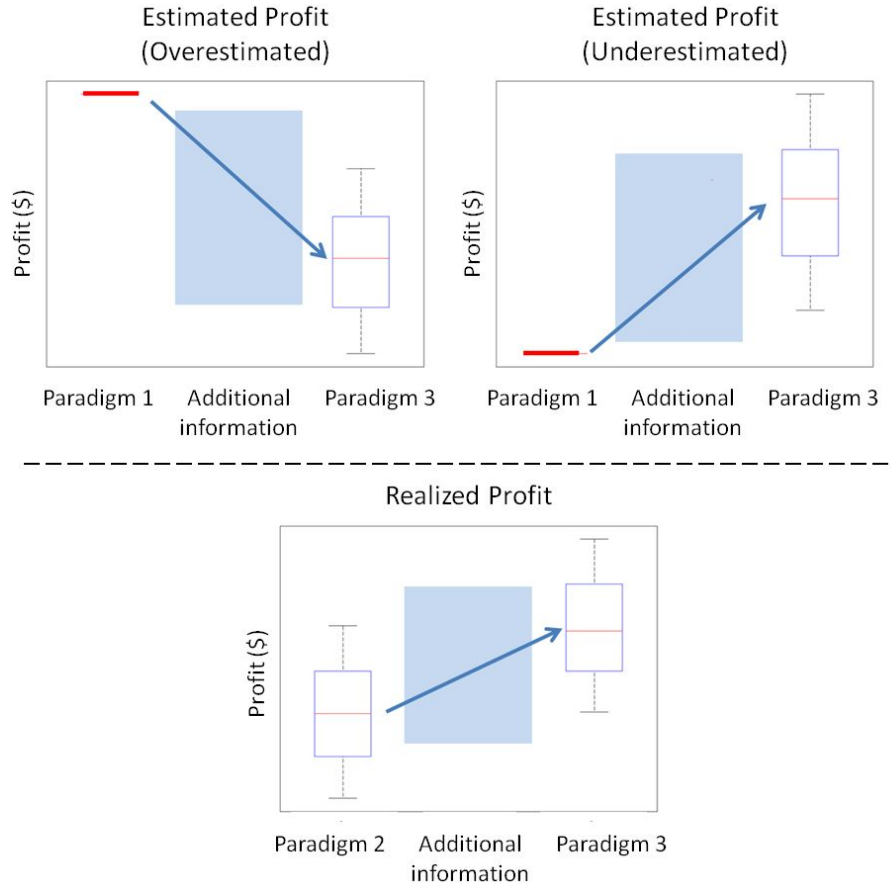 Estimated Profit
(Overestimated)
Estimated Profit
(Underestimated)
Profit ($)
Paradigm 1
Additional
information
Paradigm 3
Profit ($)
Paradigm 1
Additional
information
Paradigm 3
Realized Profit
Profit ($)
Paradigm 2
Additional
information
Paradigm 3